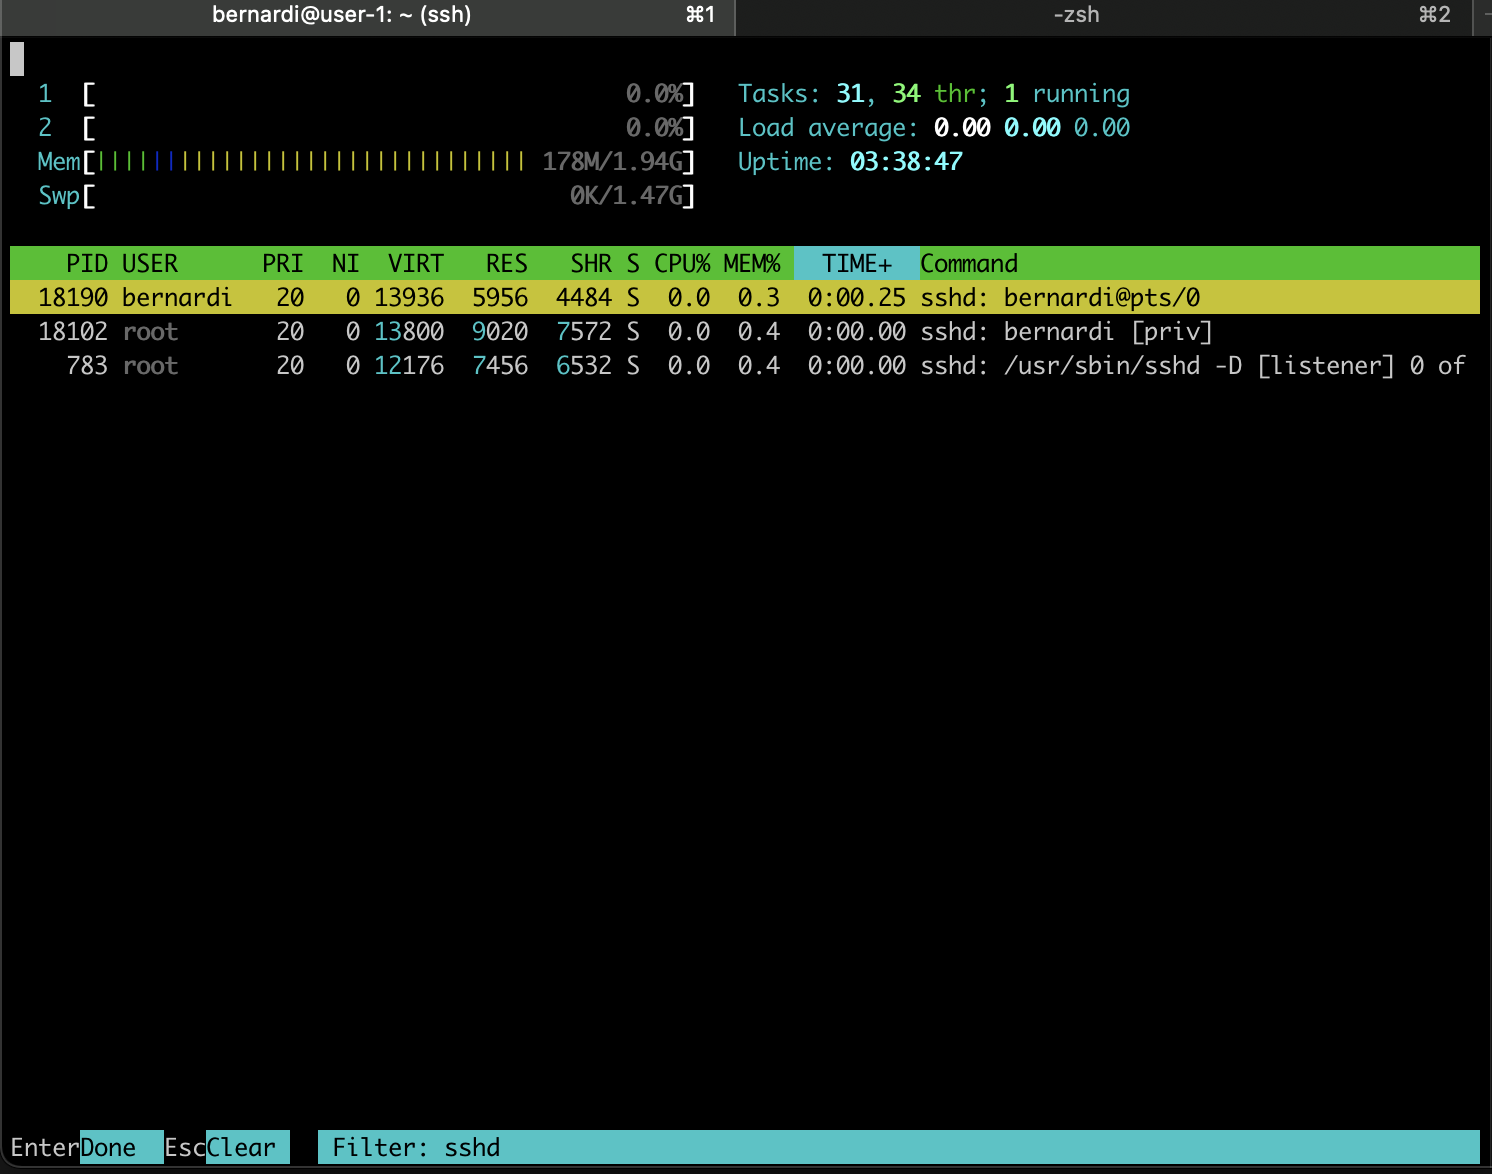 bernardi@user-1: ~ (ssh) ⌘1 -zsh ⌘2
1 [ 0.0%] Tasks: 31, 34 thr; 1 running
2 [ 0.0%] Load average: 0.00 0.00 0.00
Mem[||||||||||||||||||||||||||||||| 178M/1.94G] Uptime: 03:38:47
Swp[ 0K/1.47G]
PID USER PRI NI VIRT RES SHR S CPU% MEM% TIME+ Command
18190 bernardi 20 0 13936 5956 4484 S 0.0 0.3 0:00.25 sshd: bernardi@pts/0
18102 root 20 0 13800 9020 7572 S 0.0 0.4 0:00.00 sshd: bernardi [priv]
783 root 20 0 12176 7456 6532 S 0.0 0.4 0:00.00 sshd: /usr/sbin/sshd -D [listener] 0 of
EnterDone EscClear Filter: sshd